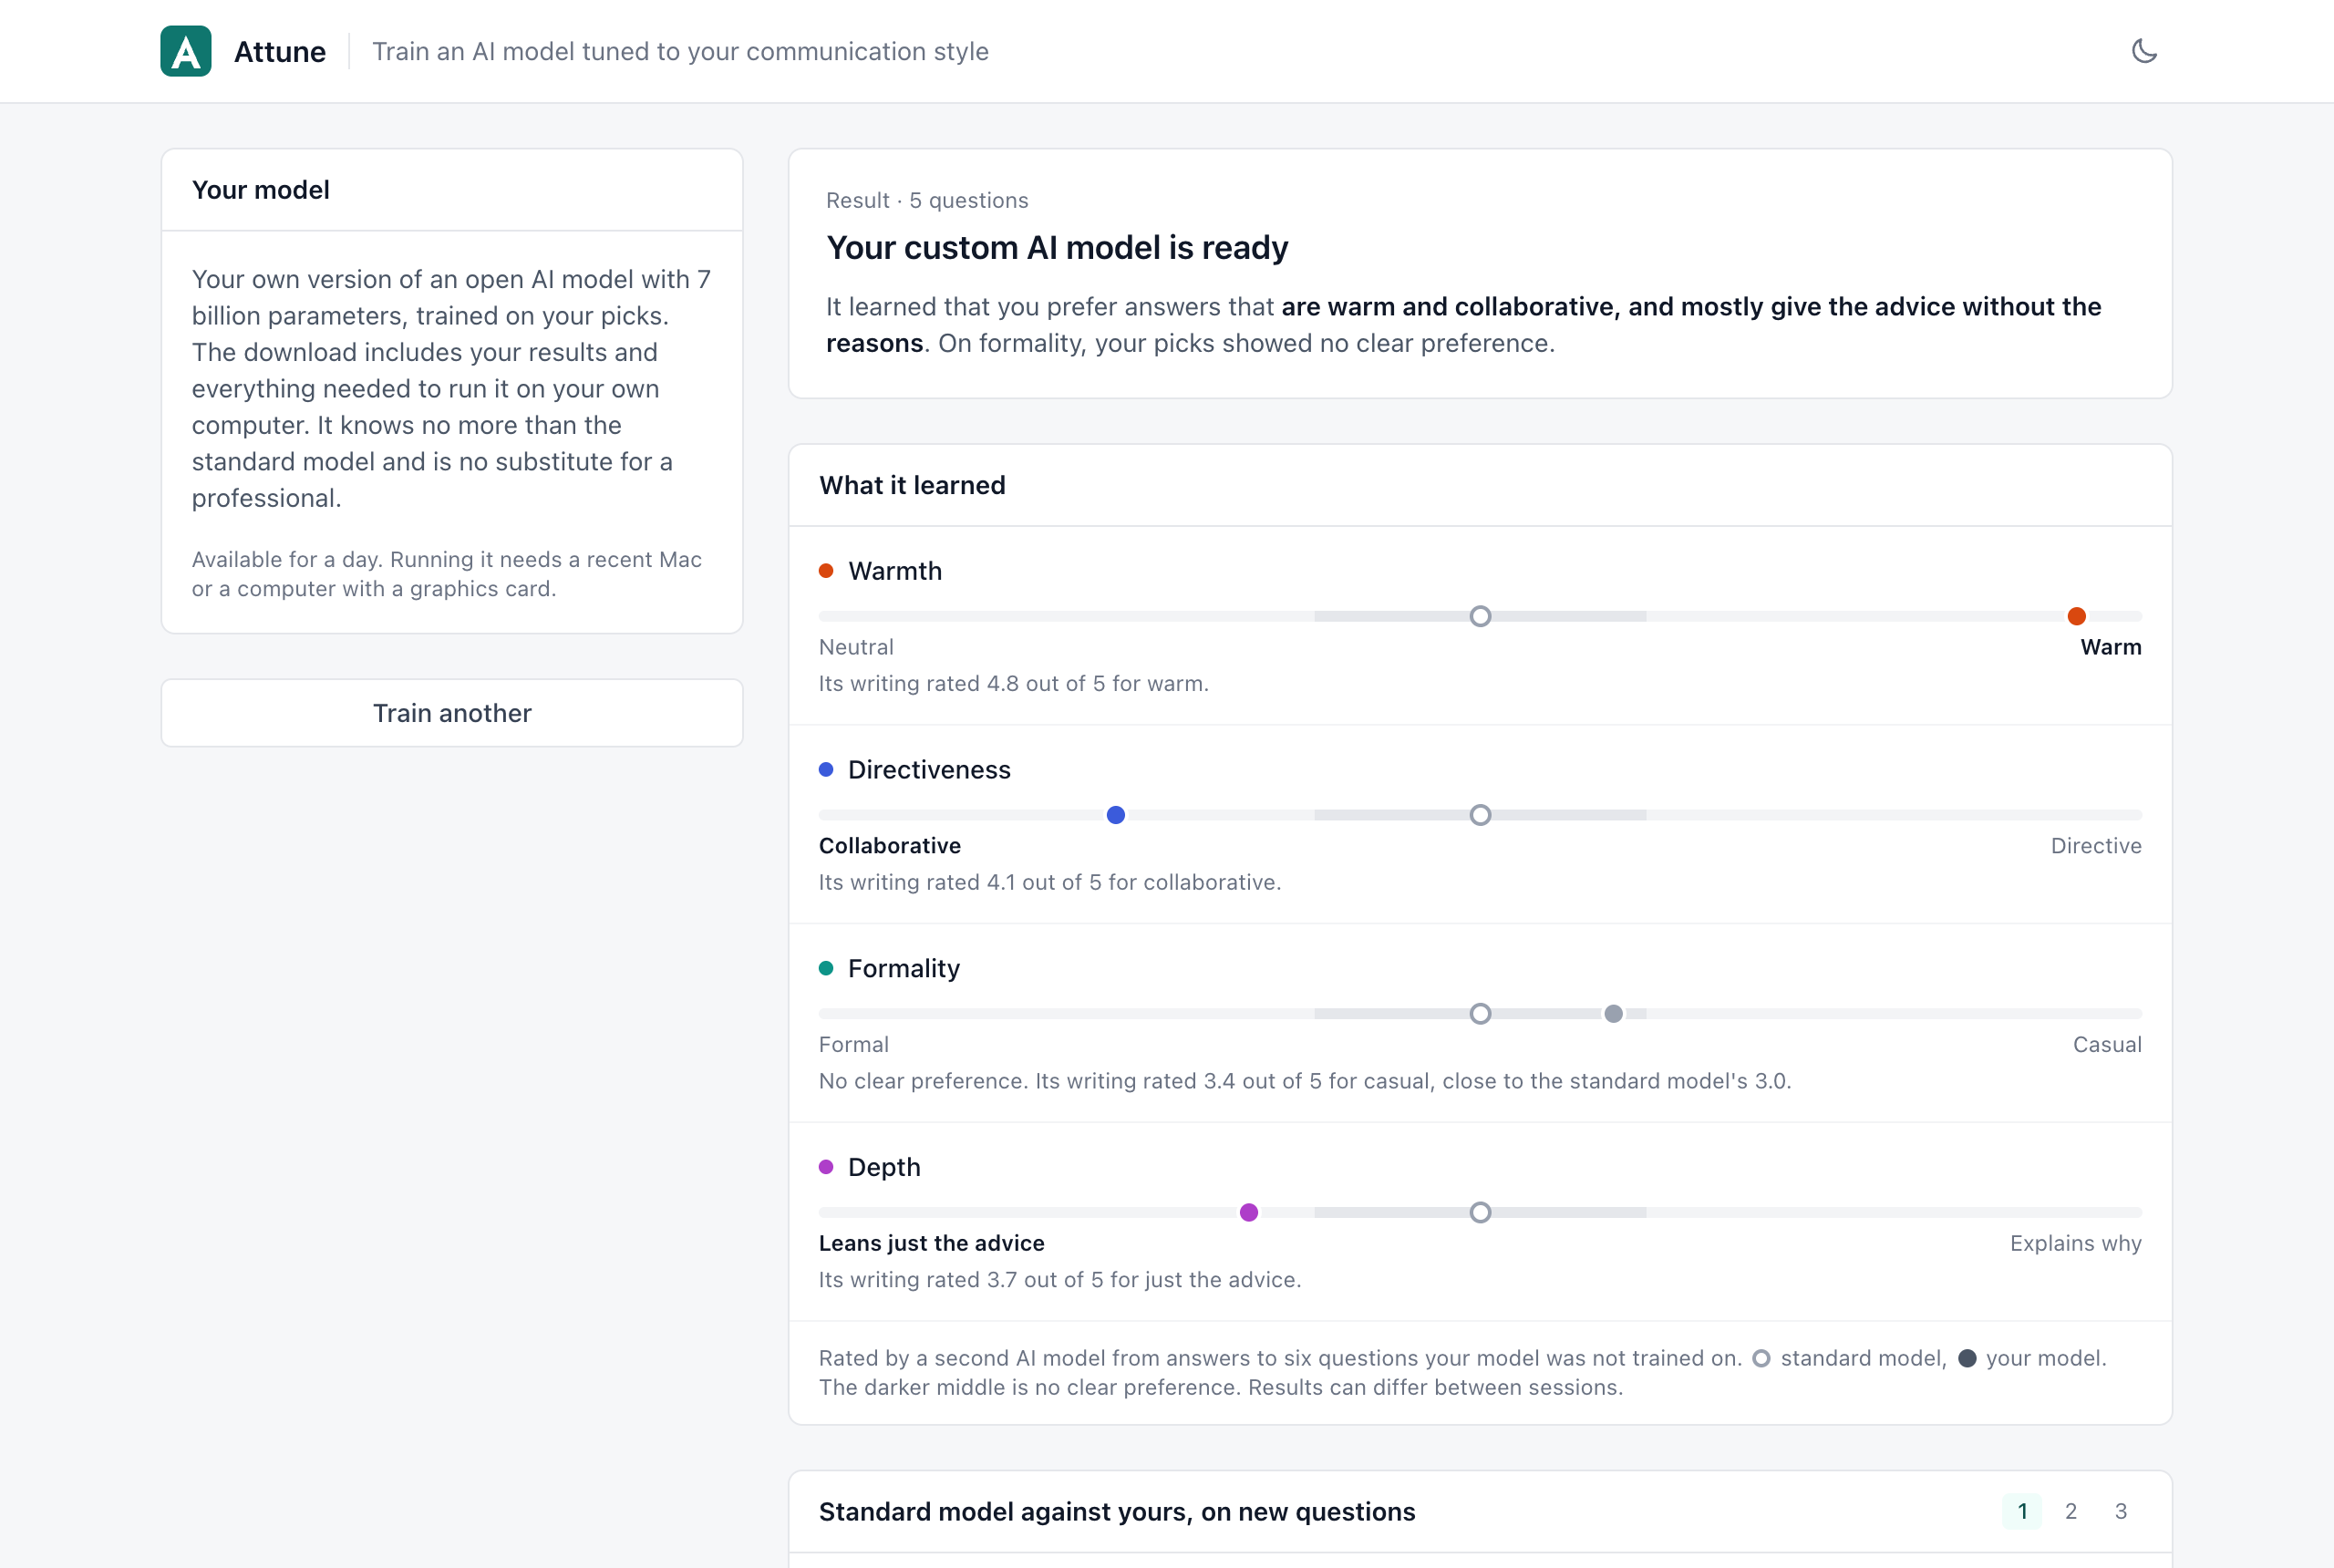 A
Attune
Train an AI model tuned to your communication style
Your model
Your own version of an open AI model with 7
billion parameters, trained on your picks.
The download includes your results and
everything needed to run it on your own
computer. It knows no more than the
standard model and is no substitute for a
professional.
Available for a day. Running it needs a recent Mac
or a computer with a graphics card.
Train another
Result · 5 questions
Your custom AI model is ready
It learned that you prefer answers that are warm and collaborative, and mostly give the advice without the
reasons. On formality, your picks showed no clear preference.
What it learned
Warmth
Neutral
Warm
Its writing rated 4.8 out of 5 for warm.
Directiveness
Collaborative
Directive
Its writing rated 4.1 out of 5 for collaborative.
Formality
Formal
Casual
No clear preference. Its writing rated 3.4 out of 5 for casual, close to the standard model's 3.0.
Depth
Leans just the advice
Explains why
Its writing rated 3.7 out of 5 for just the advice.
Rated by a second AI model from answers to six questions your model was not trained on. standard model, your model.
The darker middle is no clear preference. Results can differ between sessions.
Standard model against yours, on new questions
1 2 3